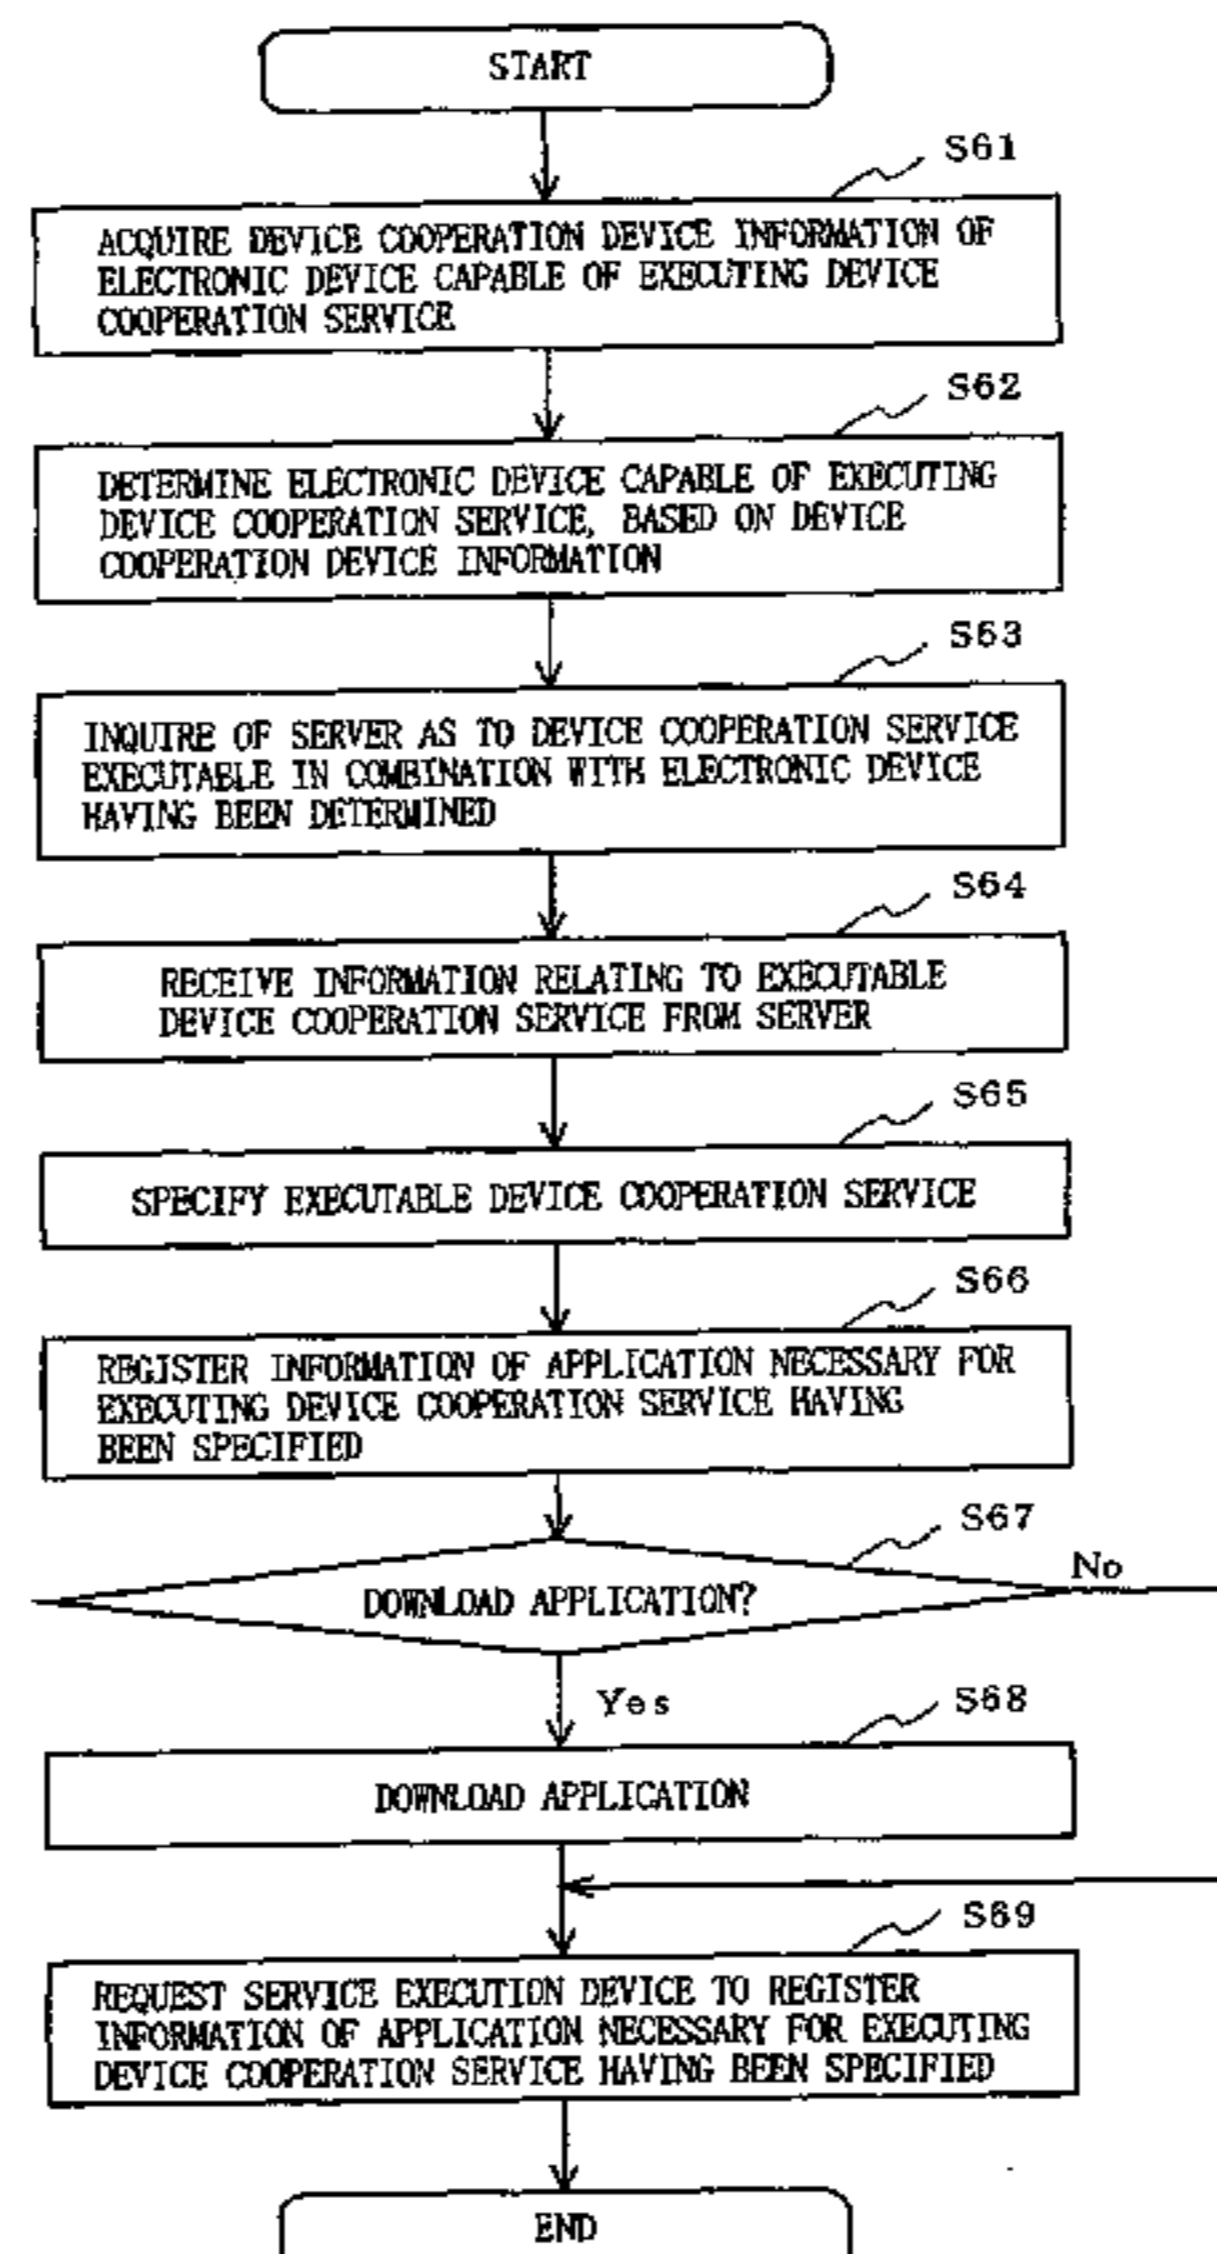 START
S61
ACQUIRE DEVICE COOPERATION DEVICE INFORMATION OF
ELECTRONIC DEVICE CAPABLE OF EXECUTING DEVICE
COOPERATION SERVICE
S62
DETERMINE ELECTRONIC DEVICE CAPABLE OF EXECUTING
DEVICE COOPERATION SERVICE, BASED ON DEVICE
COOPERATION DEVICE INFORMATION
S63
INQUIRE OF SERVER AS TO DEVICE COOPERATION SERVICE
EXECUTABLE IN COMBINATION WITH ELECTRONIC DEVICE
HAVING BEEN DETERMINED
S64
RECEIVE INFORMATION RELATING TO EXECUTABLE
DEVICE COOPERATION SERVICE FROM SERVER
S65
SPECIFY EXECUTABLE DEVICE COOPERATION SERVICE
S66
REGISTER INFORMATION OF APPLICATION NECESSARY FOR
EXECUTING DEVICE COOPERATION SERVICE HAVING
BEEN SPECIFIED
S67
No
DOWNLOAD APPLICATION?
Yes
S68
DOWNLOAD APPLICATION
S69
REQUEST SERVICE EXECUTION DEVICE TO REGISTER
INFORMATION OF APPLICATION NECESSARY FOR EXECUTING
DEVICE COOPERATION SERVICE HAVING BEEN SPECIFIED
END